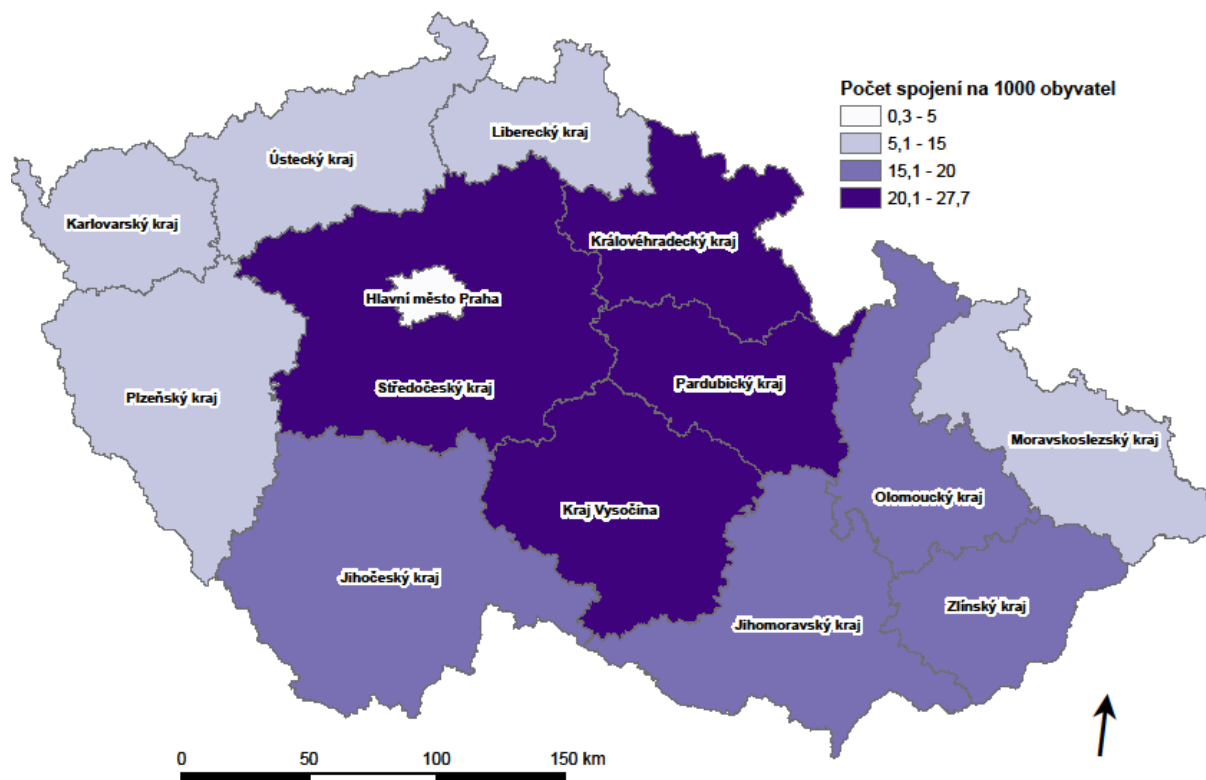 Počet spojení na 1000 obyvatel
0,3 - 5
5,1 - 15
15,1 - 20
20,1 - 27,7
Liberecký kraj
Ústecký kraj
Karlovarský kraj
Královéhradecký kraj
Hlavní město Praha
Středočeský kraj
Pardubický kraj
Plzeňský kraj
Moravskoslezský kraj
Olomoucký kraj
Kraj Vysočina
Jihočeský kraj
Zlínský kraj
Jihomoravský kraj
0 50 100 150 km